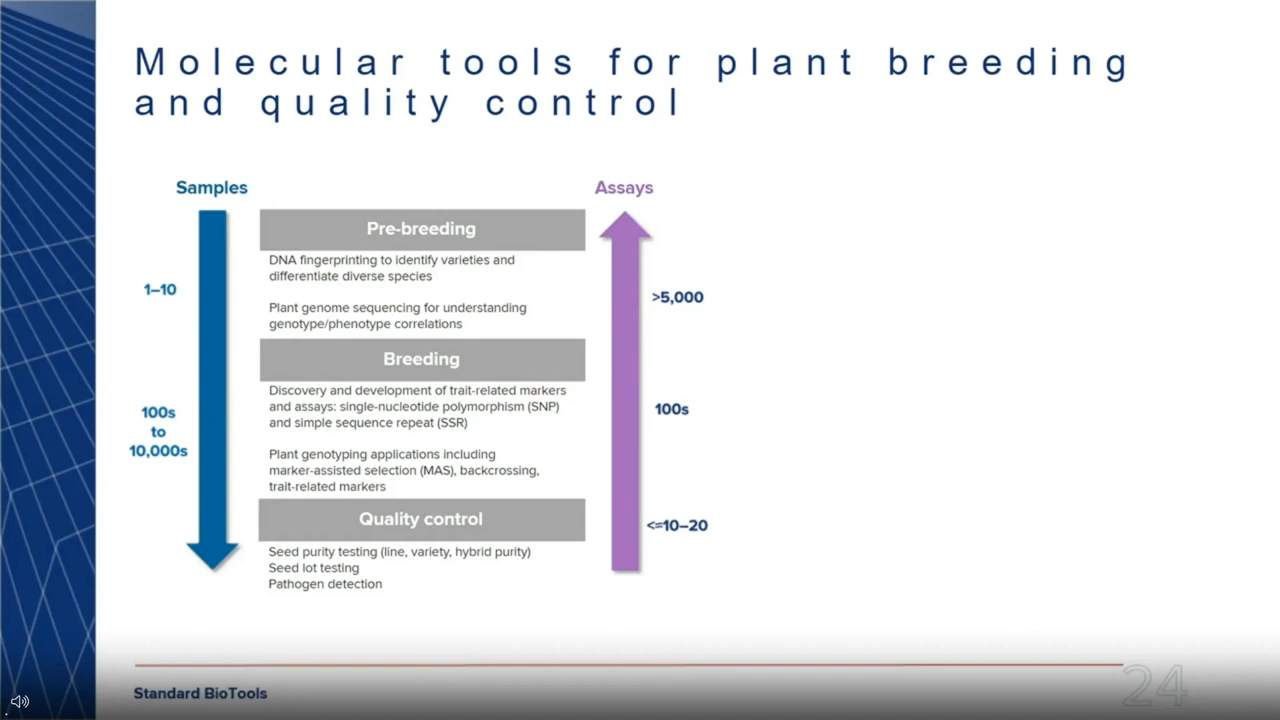 Molecular tools for plant breeding
and quality control
Samples
Assays
Pre-breeding
DNA fingerprinting to identify varieties and
differentiate diverse species
1–10
>5,000
Plant genome sequencing for understanding
genotype/phenotype correlations
Breeding
Discovery and development of trait-related markers
and assays: single-nucleotide polymorphism (SNP)
and simple sequence repeat (SSR)
100s
to
10,000s
100s
Plant genotyping applications including
marker-assisted selection (MAS), backcrossing,
trait-related markers
Quality control
<=10–20
Seed purity testing (line, variety, hybrid purity)
Seed lot testing
Pathogen detection
Standard BioTools
24